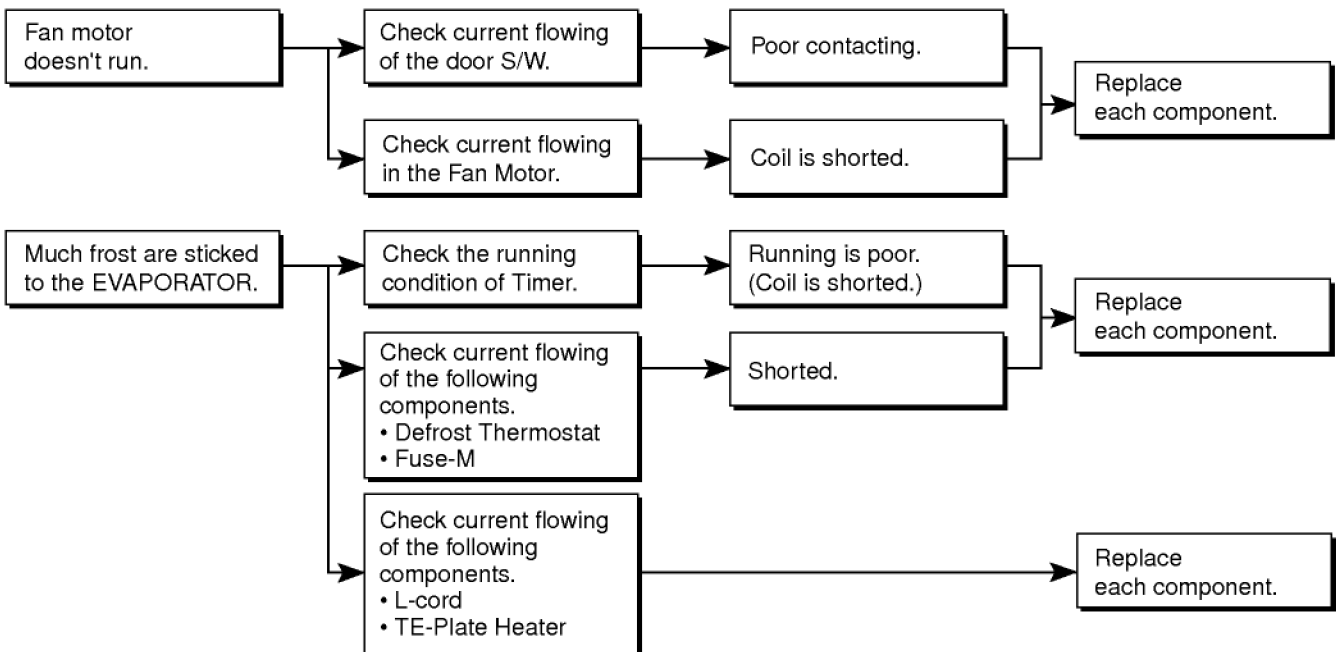 Fan motor
doesn't run.
Check current flowing
of the door S/W.
Poor contacting.
Replace
each component.
Check current flowing
in the Fan Motor.
Coil is shorted.
Much frost are sticked
to the EVAPORATOR.
Check the running
condition of Timer.
Running is poor.
(Coil is shorted.)
Replace
each component.
Check current flowing
of the following
components.
• Defrost Thermostat
• Fuse-M
Shorted.
Check current flowing
of the following
components.
• L-cord
• TE-Plate Heater
Replace
each component.